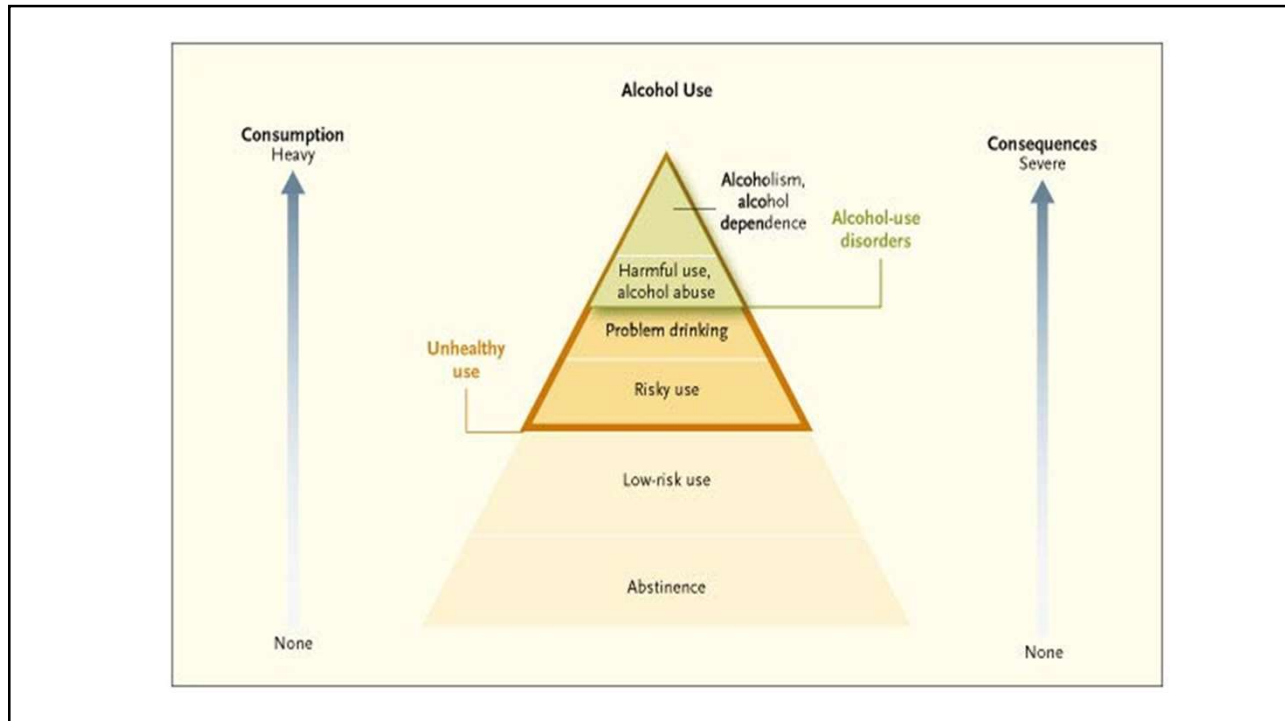 Alcohol Use
Consumption
Heavy
Consequences
Severe
Alcoholism,
alcohol
dependence
Alcohol-use
disorders
Harmful use,
alcohol abuse
Problem drinking
Unhealthy
use
Risky use
Low-risk use
Abstinence
None
None